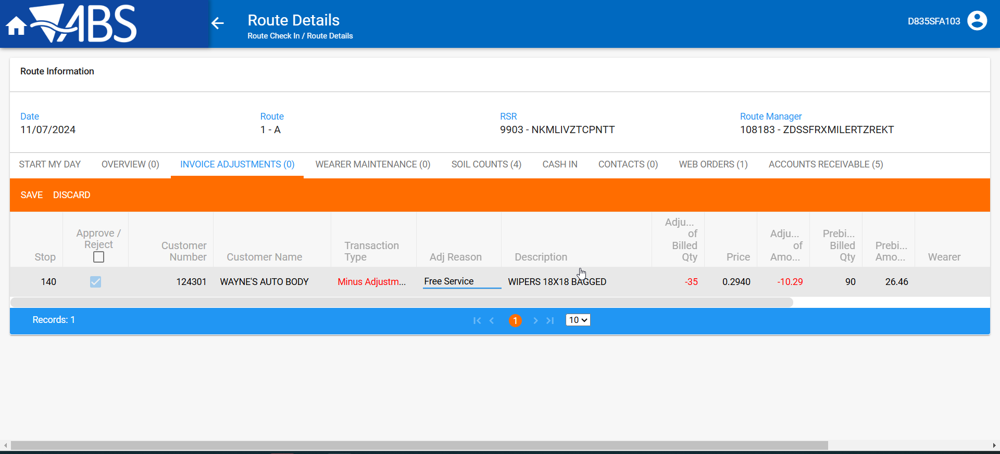 ABS
Route Details
Route Check In / Route Details
D835SFA103
Route Information
Date
11/07/2024
Route
1 - A
RSR
9903 - NKMLIVZTCPNTT
Route Manager
108183 - ZDSSFRXMILERTZREKT
START MY DAY
OVERVIEW (0)
INVOICE ADJUSTMENTS (0)
WEARER MAINTENANCE (0)
SOIL COUNTS (4)
CASH IN
CONTACTS (0)
WEB ORDERS (1)
ACCOUNTS RECEIVABLE (5)
SAVE
DISCARD
Stop
Approve /
Reject
Customer
Number
Customer Name
Transaction
Type
Adj Reason
Description
Adju...
of
Billed
Qty
Price
Adju...
of
Amo...
Prebi...
Billed
Qty
Prebi...
Amo...
Wearer
140
124301
WAYNE'S AUTO BODY
Minus Adjustm...
Free Service
WIPERS 18X18 BAGGED
-35
0.2940
-10.29
90
26.46
Records: 1
1
10